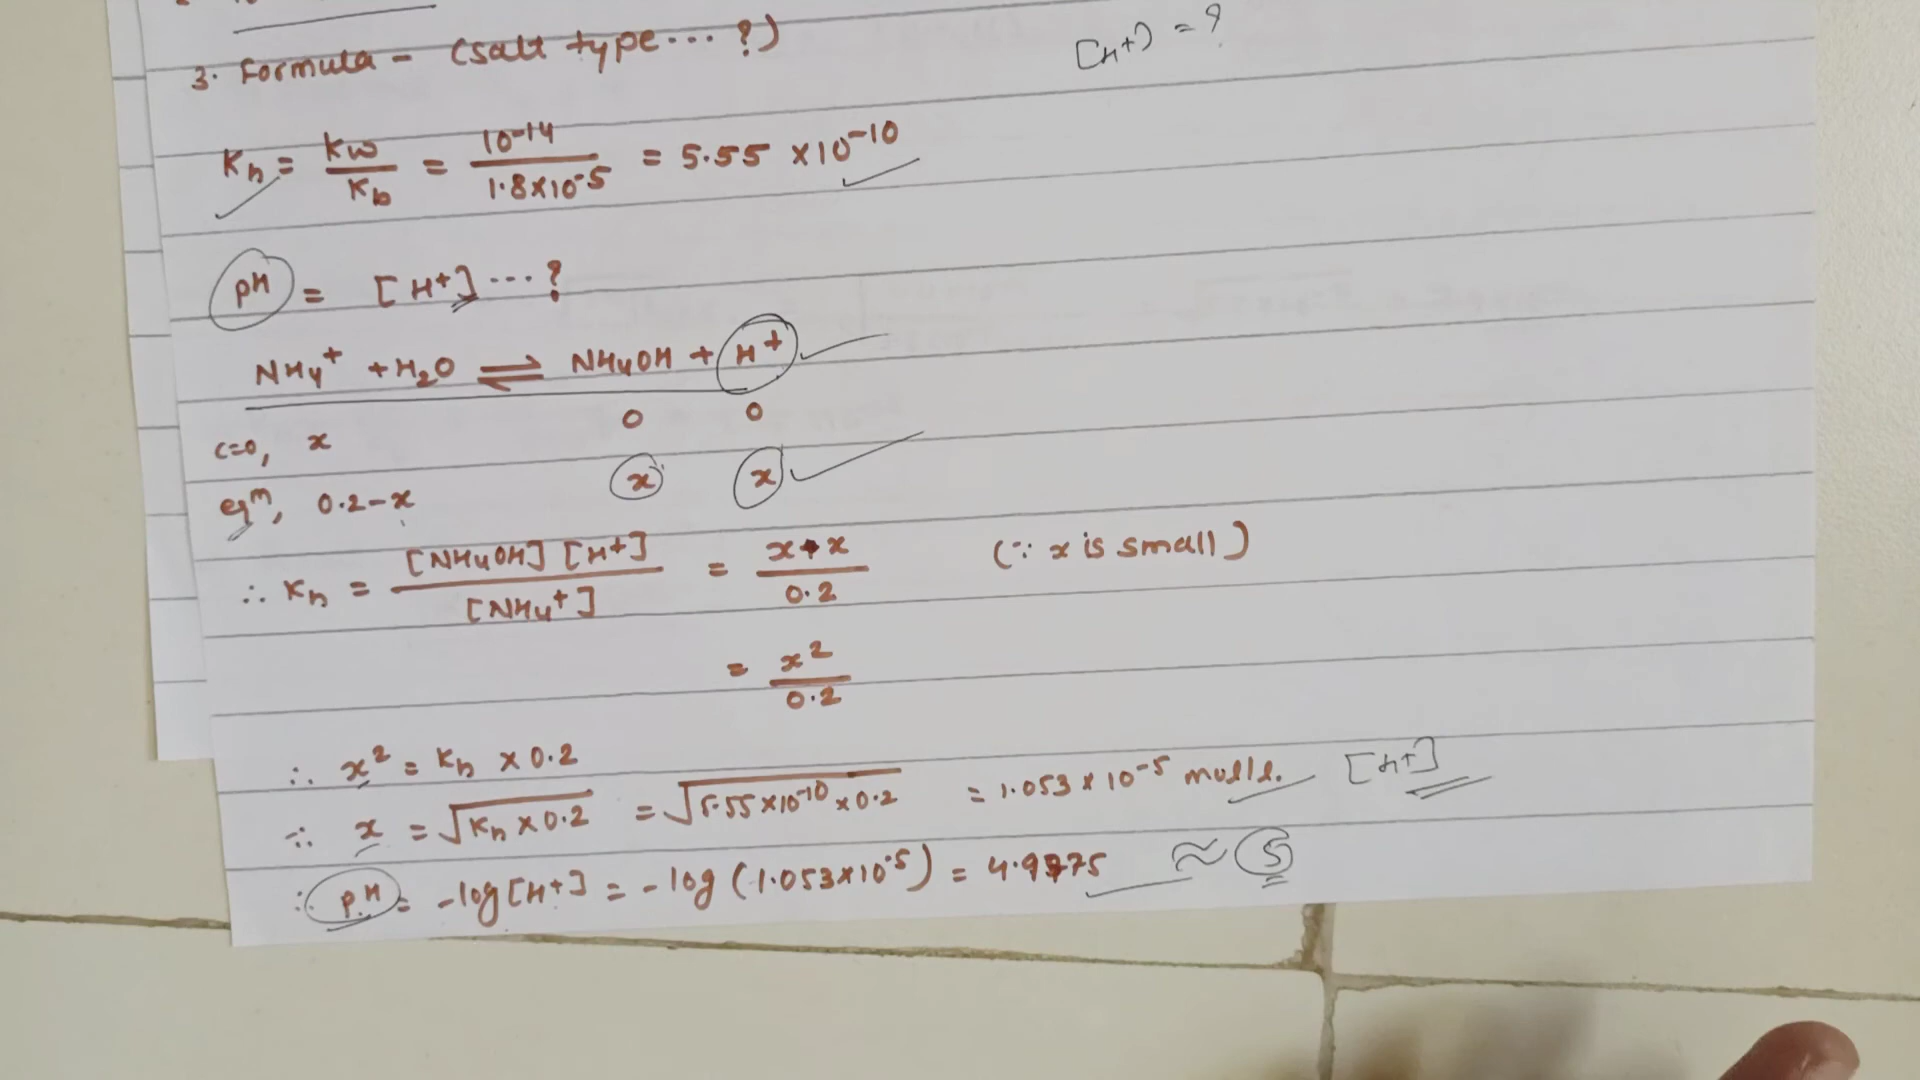 3. Formula - (salt type ... ?)
[H+] = ?
Kh = Kw / Kb = 10^-14 / 1.8×10^-5 = 5.55 × 10^-10
pH = [H+] ... ?
NH4+ + H2O ⇌ NH4OH + H+
c=0, x 0 0
eqm, 0.2-x x x
∴ Kh = [NH4OH] [H+] / [NH4+] = x·x / 0.2 (∵ x is small)
= x² / 0.2
∴ x² = Kh × 0.2
∴ x = √Kh × 0.2 = √5.55 × 10^-10 × 0.2 = 1.053 × 10^-5 mol/l. [H+]
∴ pH = -log [H+] = -log (1.053×10^-5) = 4.9775 ≈ 5